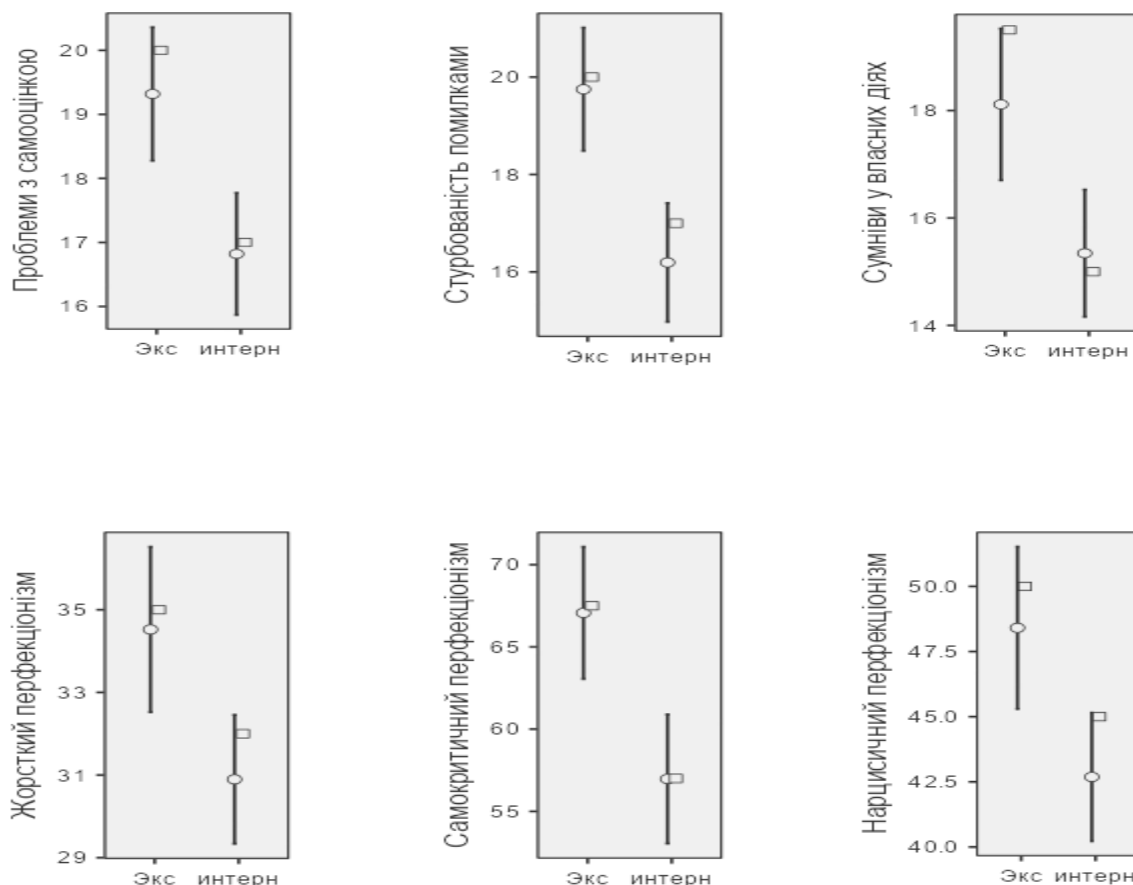 Проблеми з самооцінкою
20
19
18
17
16
Экс интерн
Стурбованість помилками
20
18
16
Экс интерн
Сумніви у власних діях
18
16
14
Экс интерн
Жорсткий перфекціонізм
35
33
31
29
Экс интерн
Самокритичний перфекціонізм
70
65
60
55
Экс интерн
Нарцисичний перфекціонізм
50.0
47.5
45.0
42.5
40.0
Экс интерн